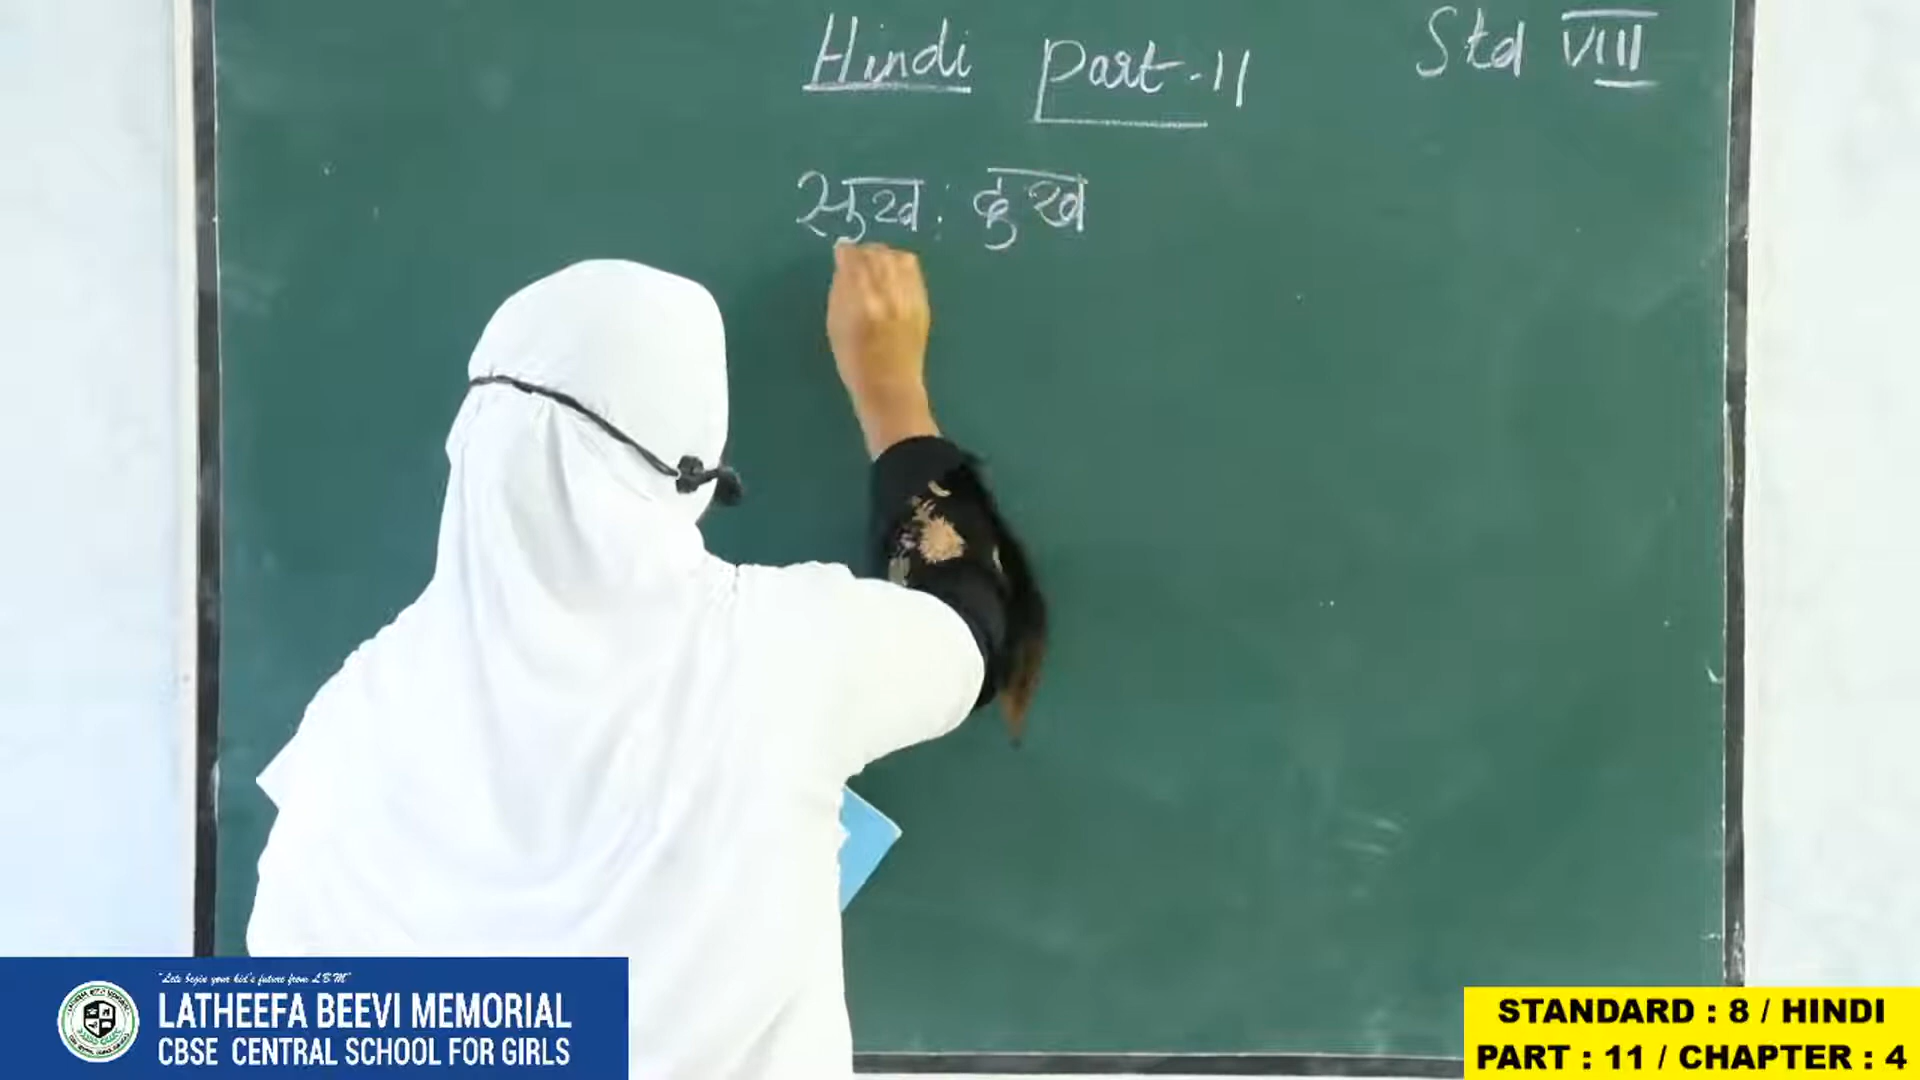 Hindi Part-11 Std VIII
सुख : दुख
"Lets begin your kid's future from LBM"
LATHEEFA BEEVI MEMORIAL
CBSE CENTRAL SCHOOL FOR GIRLS
STANDARD : 8 / HINDI
PART : 11 / CHAPTER : 4